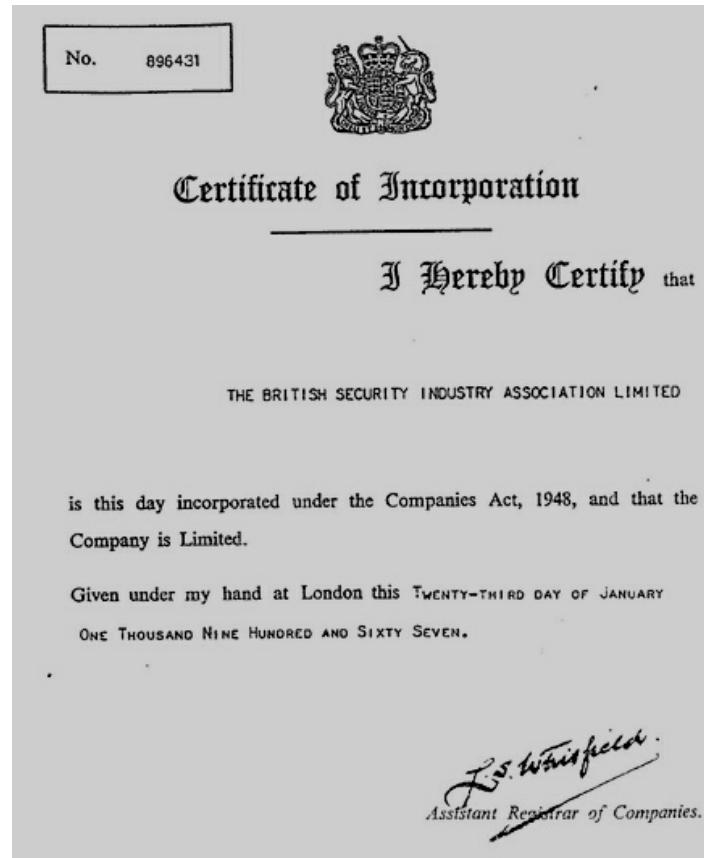 No. 896431
Certificate of Incorporation
I Hereby Certify that
THE BRITISH SECURITY INDUSTRY ASSOCIATION LIMITED
is this day incorporated under the Companies Act, 1948, and that the
Company is Limited.
Given under my hand at London this TWENTY-THIRD DAY OF JANUARY
ONE THOUSAND NINE HUNDRED AND SIXTY SEVEN.
L.S. Whitfield.
Assistant Registrar of Companies.